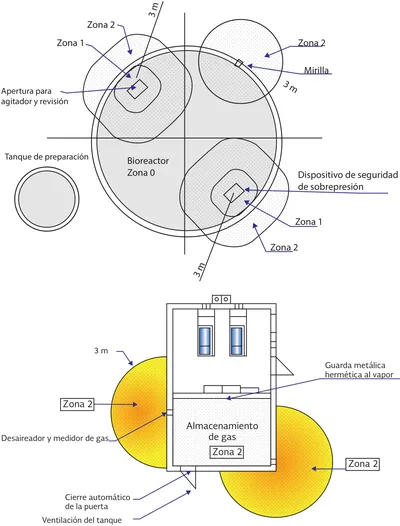 3 m
Zona 2
Zona 1
Zona 2
Mirilla
Apertura para
agitador y revisión
3 m
Tanque de preparación
Bioreactor
Zona 0
Dispositivo de seguridad
de sobrepresión
Zona 1
Zona 2
3 m
3 m
Guarda metálica
hermética al vapor
Zona 2
Almacenamiento
de gas
Desaireador y medidor de gas
Zona 2
Zona 2
Cierre automático
de la puerta
Ventilación del tanque